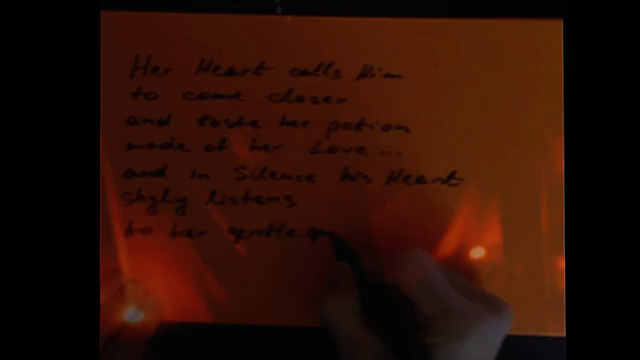 Her Heart calls Him
to come closer
and taste her potion
made of her Love...
and in Silence his Heart
shyly listens
to her gentle